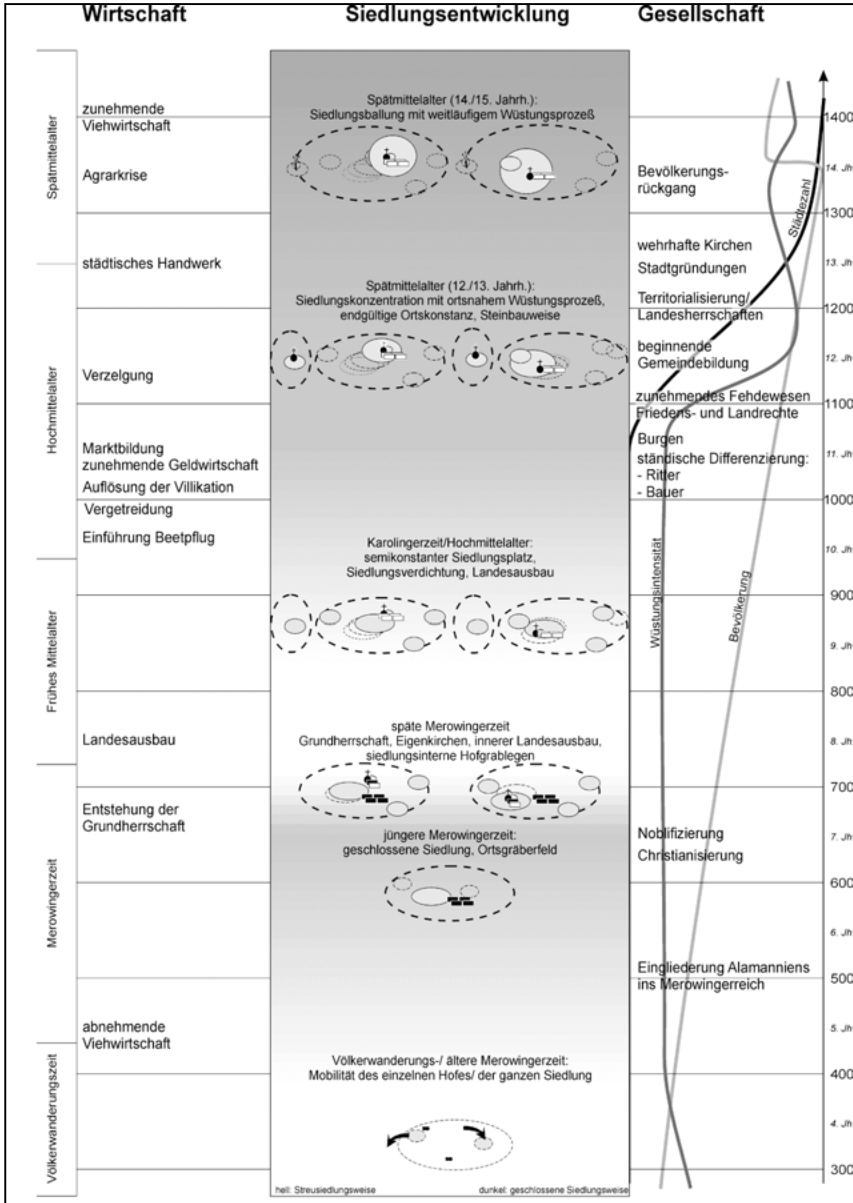 Wirtschaft
Siedlungsentwicklung
Gesellschaft
Spätmittelalter
Hochmittelalter
Frühes Mittelalter
Merowingerzeit
Völkerwanderungszeit
zunehmende
Viehwirtschaft
Agrarkrise
städtisches Handwerk
Verzelgung
Marktbildung
zunehmende Geldwirtschaft
Auflösung der Villikation
Vergetreidung
Einführung Beetpflug
Landesausbau
Entstehung der
Grundherrschaft
abnehmende
Viehwirtschaft
Spätmittelalter (14./15. Jahrh.):
Siedlungsballung mit weitläufigem Wüstungsprozeß
Spätmittelalter (12./13. Jahrh.):
Siedlungskonzentration mit ortsnahem Wüstungsprozeß,
endgültige Ortskonstanz, Steinbauweise
Karolingerzeit/Hochmittelalter:
semikonstanter Siedlungsplatz,
Siedlungsverdichtung, Landesausbau
späte Merowingerzeit
Grundherrschaft, Eigenkirchen, innerer Landesausbau,
siedlungsinterne Hofgrablegen
jüngere Merowingerzeit:
geschlossene Siedlung, Ortsgräberfeld
Völkerwanderungs-/ ältere Merowingerzeit:
Mobilität des einzelnen Hofes/ der ganzen Siedlung
hell: Streusiedlungsweise
dunkel: geschlossene Siedlungsweise
Bevölkerungs-
rückgang
wehrhafte Kirchen
Stadtgründungen
Territorialisierung/
Landesherrschaften
beginnende
Gemeindebildung
zunehmendes Fehdewesen
Friedens- und Landrechte
Burgen
ständische Differenzierung:
- Ritter
- Bauer
Noblifizierung
Christianisierung
Eingliederung Alamanniens
ins Merowingerreich
Städtezahl
Wüstungsintensität
Bevölkerung
1400
14. Jh
1300
13. Jh
1200
12. Jh
1100
11. Jh
1000
10. Jh
900
9. Jh
800
8. Jh
700
7. Jh
600
6. Jh
500
5. Jh
400
4. Jh
300